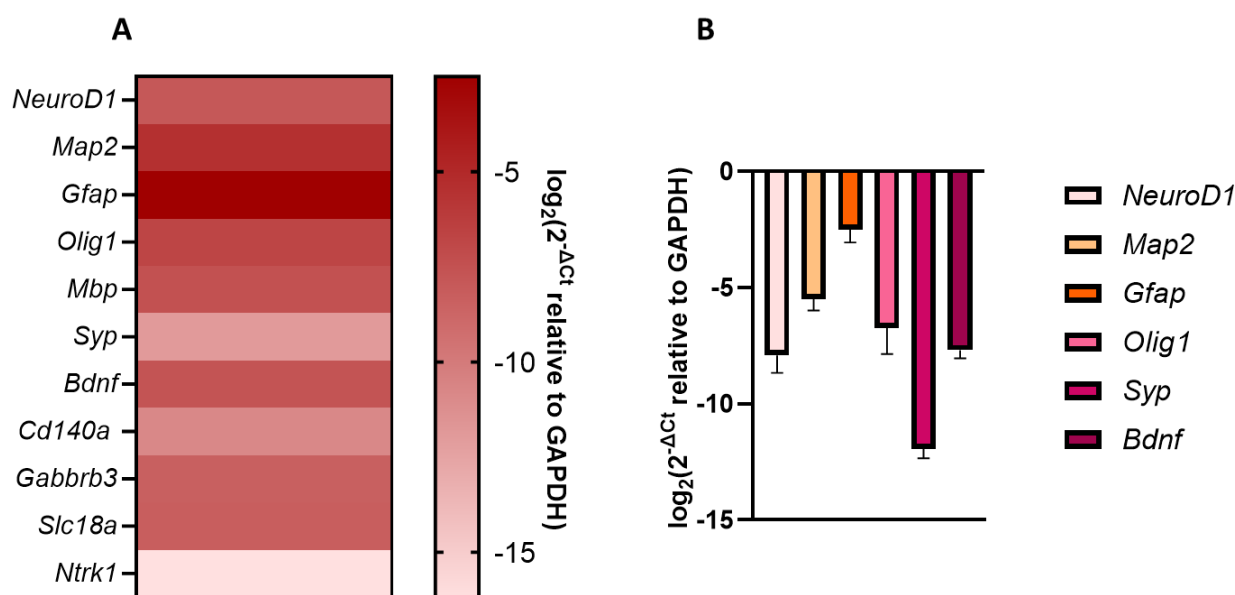 A
NeuroD1
Map2
Gfap
Olig1
Mbp
Syp
Bdnf
Cd140a
Gabbrb3
Slc18a
Ntrk1
-5
-10
-15
log₂(2⁻ΔCt relative to GAPDH)
B
log₂(2⁻ΔCt relative to GAPDH)
0
-5
-10
-15
NeuroD1
Map2
Gfap
Olig1
Syp
Bdnf